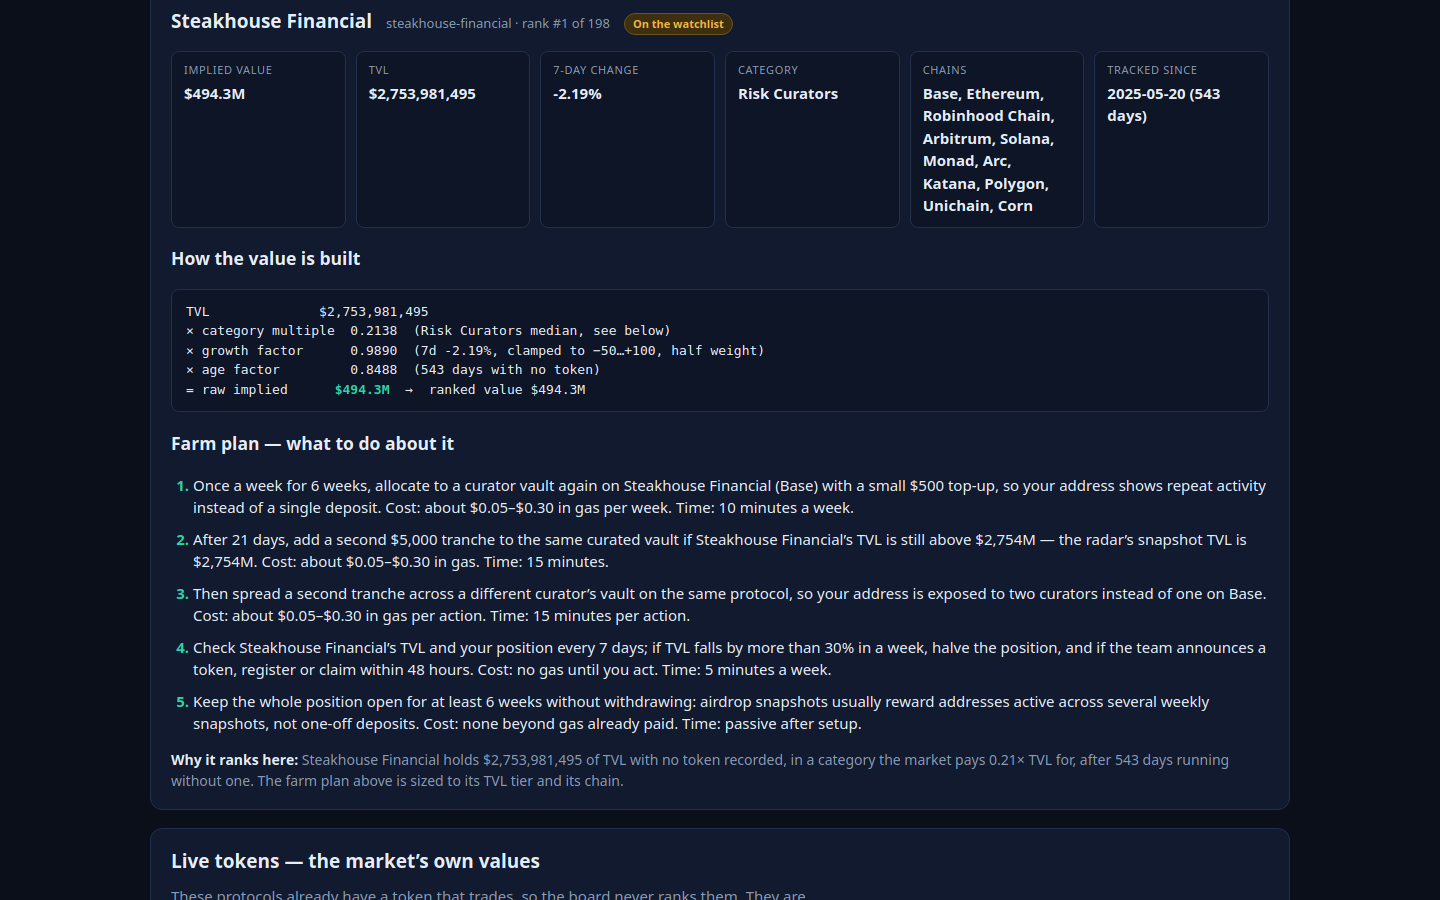 Steakhouse Financial steakhouse-financial · rank #1 of 198 On the watchlist
IMPLIED VALUE
$494.3M
TVL
$2,753,981,495
7-DAY CHANGE
-2.19%
CATEGORY
Risk Curators
CHAINS
Base, Ethereum,
Robinhood Chain,
Arbitrum, Solana,
Monad, Arc,
Katana, Polygon,
Unichain, Corn
TRACKED SINCE
2025-05-20 (543
days)
How the value is built
TVL $2,753,981,495
× category multiple 0.2138 (Risk Curators median, see below)
× growth factor 0.9890 (7d -2.19%, clamped to −50…+100, half weight)
× age factor 0.8488 (543 days with no token)
= raw implied $494.3M → ranked value $494.3M
Farm plan — what to do about it
1. Once a week for 6 weeks, allocate to a curator vault again on Steakhouse Financial (Base) with a small $500 top-up, so your address shows repeat activity
instead of a single deposit. Cost: about $0.05–$0.30 in gas per week. Time: 10 minutes a week.
2. After 21 days, add a second $5,000 tranche to the same curated vault if Steakhouse Financial’s TVL is still above $2,754M — the radar’s snapshot TVL is
$2,754M. Cost: about $0.05–$0.30 in gas. Time: 15 minutes.
3. Then spread a second tranche across a different curator’s vault on the same protocol, so your address is exposed to two curators instead of one on Base.
Cost: about $0.05–$0.30 in gas per action. Time: 15 minutes per action.
4. Check Steakhouse Financial’s TVL and your position every 7 days; if TVL falls by more than 30% in a week, halve the position, and if the team announces a
token, register or claim within 48 hours. Cost: no gas until you act. Time: 5 minutes a week.
5. Keep the whole position open for at least 6 weeks without withdrawing: airdrop snapshots usually reward addresses active across several weekly
snapshots, not one-off deposits. Cost: none beyond gas already paid. Time: passive after setup.
Why it ranks here: Steakhouse Financial holds $2,753,981,495 of TVL with no token recorded, in a category the market pays 0.21× TVL for, after 543 days running
without one. The farm plan above is sized to its TVL tier and its chain.
Live tokens — the market’s own values
These protocols already have a token that trades, so the board never ranks them. They are